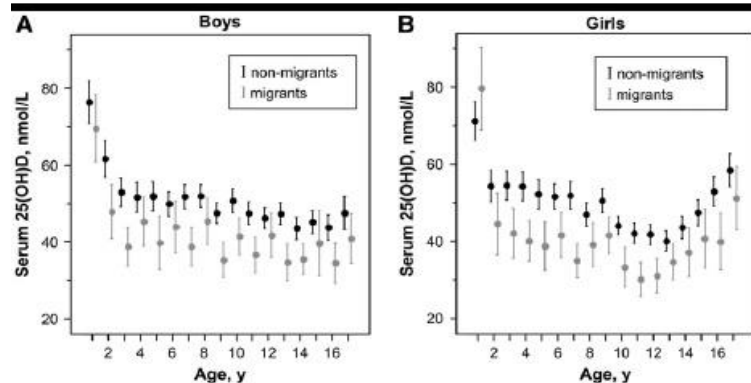 A Boys
non-migrants
migrants
Serum 25(OH)D, nmol/L
80
60
40
20
2 4 6 8 10 12 14 16
Age, y
B Girls
non-migrants
migrants
Serum 25(OH)D, nmol/L
80
60
40
20
2 4 6 8 10 12 14 16
Age, y